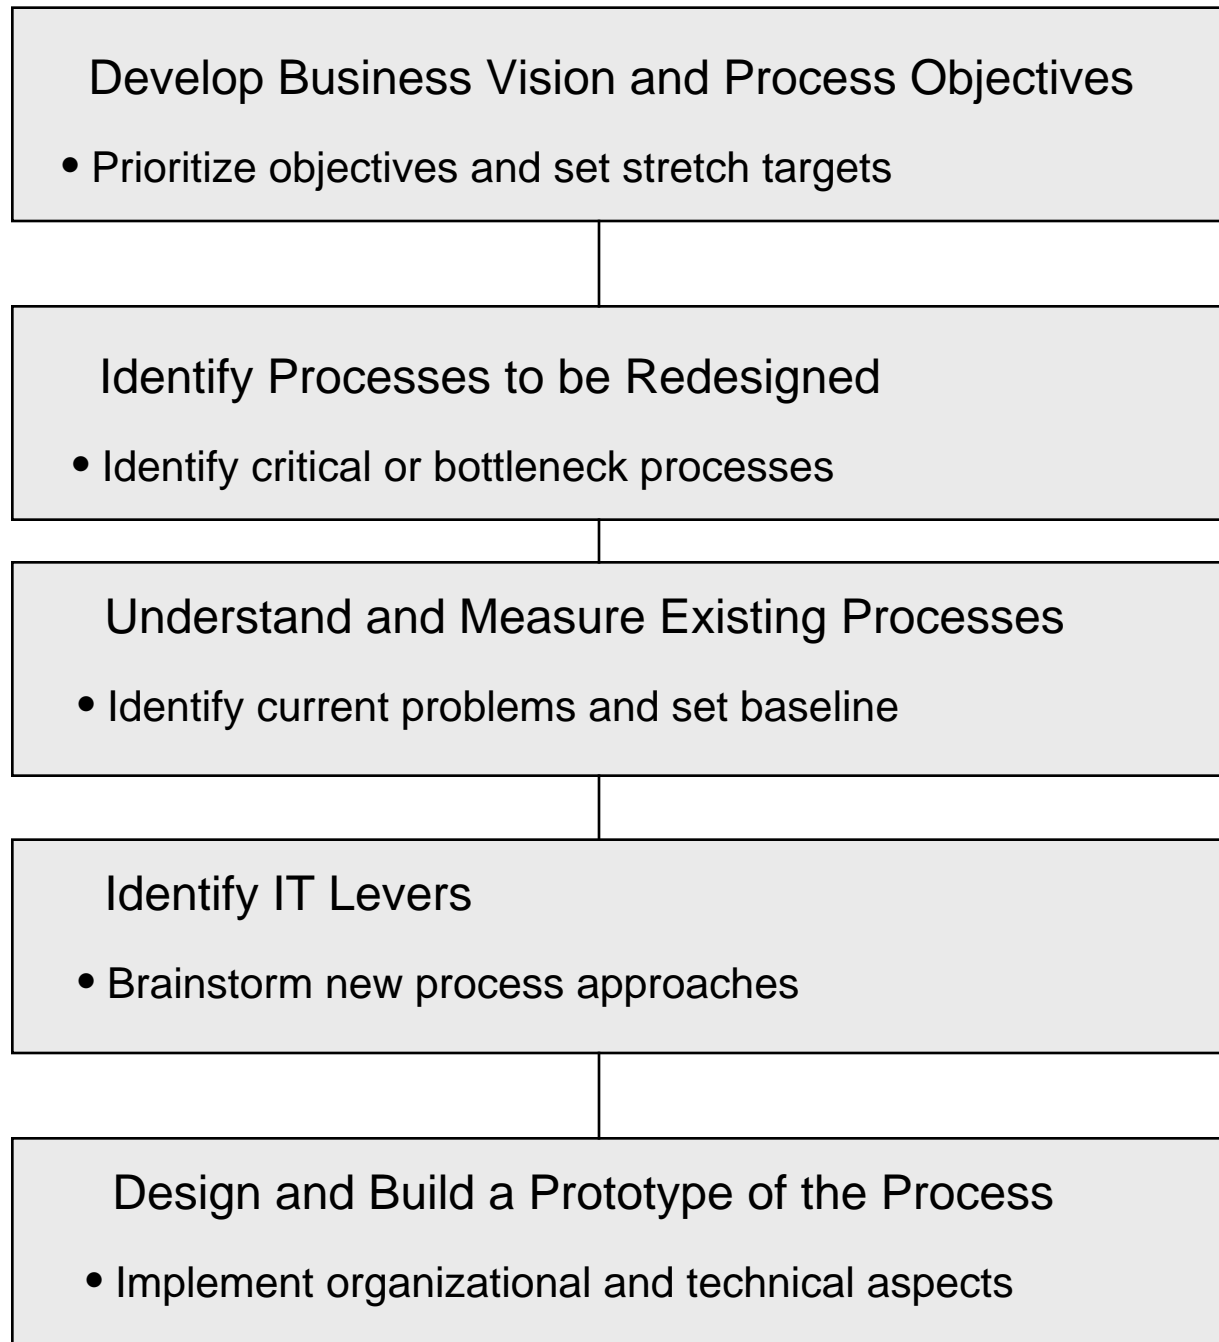 Develop Business Vision and Process Objectives
• Prioritize objectives and set stretch targets
Identify Processes to be Redesigned
• Identify critical or bottleneck processes
Understand and Measure Existing Processes
• Identify current problems and set baseline
Identify IT Levers
• Brainstorm new process approaches
Design and Build a Prototype of the Process
• Implement organizational and technical aspects